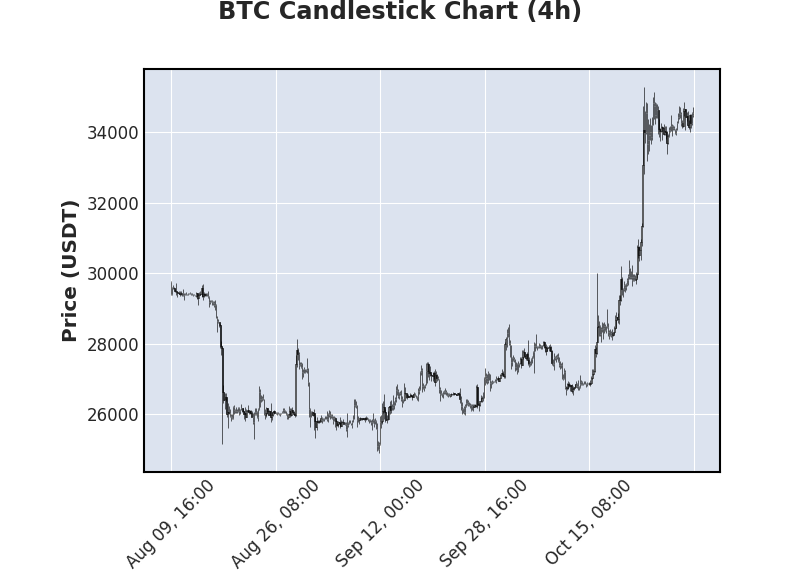 BTC Candlestick Chart (4h)
Price (USDT)
34000
32000
30000
28000
26000
Aug 09, 16:00
Aug 26, 08:00
Sep 12, 00:00
Sep 28, 16:00
Oct 15, 08:00